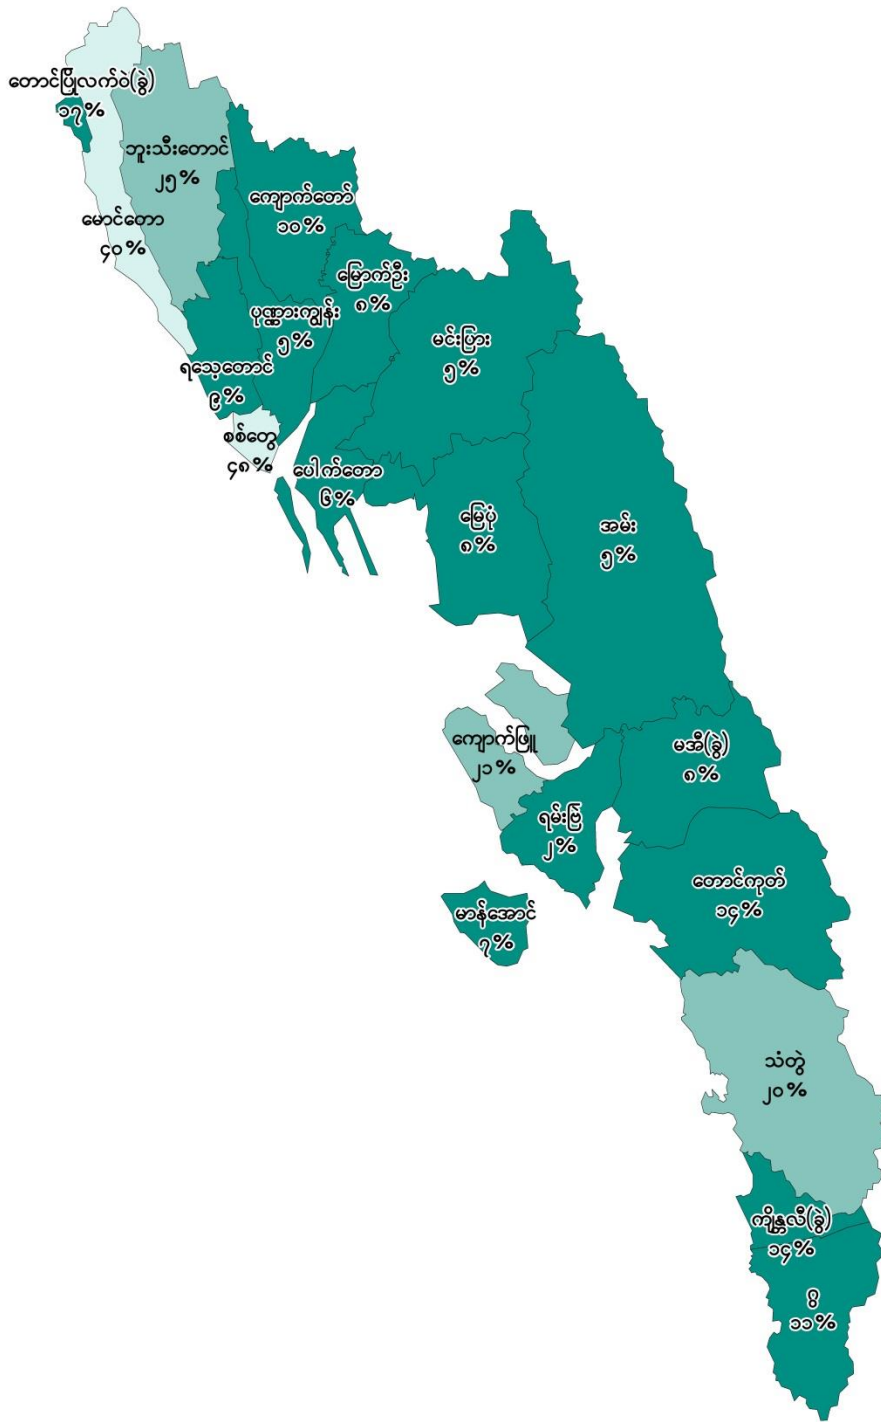 တောင်ပြိုလက်ဝဲ(ခွဲ)
၁၇%
ဘူးသီးတောင်
၂၅%
ကျောက်တော်
၁၀%
မောင်တော
၄၀%
မြောက်ဦး
၈%
ပုဏ္ဏားကျွန်း
၅%
မင်းပြား
၅%
ရသေ့တောင်
၉%
စစ်တွေ
၄၈%
ပေါက်တော
၆%
မြေပုံ
၈%
အမ်း
၅%
ကျောက်ဖြူ
၂၁%
မအီ(ခွဲ)
၈%
ရမ်းဗြဲ
၂%
တောင်ကုတ်
၁၄%
မာန်အောင်
၇%
သံတွဲ
၂၀%
ကျိန္တလီ(ခွဲ)
၁၄%
ဂွ
၁၁%